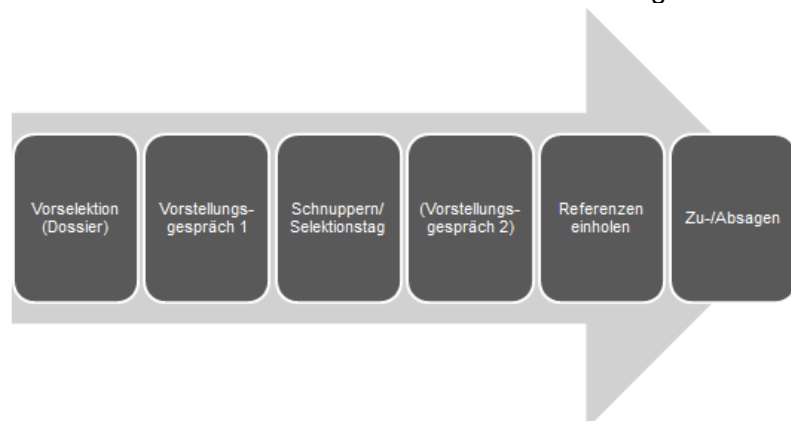 Vorselektion
(Dossier)
Vorstellungs-
gespräch 1
Schnuppern/
Selektionstag
(Vorstellungs-
gespräch 2)
Referenzen
einholen
Zu-/Absagen